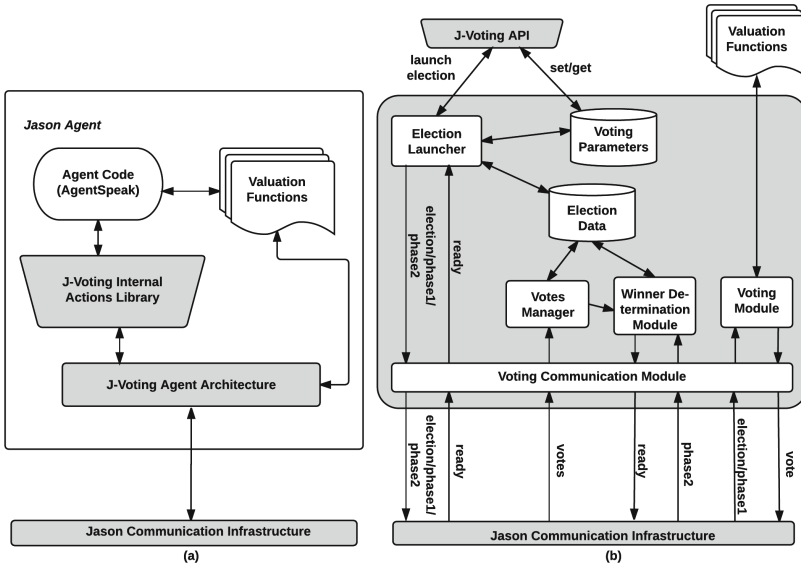 Jason Agent
Agent Code
(AgentSpeak)
Valuation
Functions
J-Voting Internal
Actions Library
J-Voting Agent Architecture
Jason Communication Infrastructure
(a)
J-Voting API
launch
election
set/get
Valuation
Functions
Election
Launcher
Voting
Parameters
election/phase1/
phase2
ready
Election
Data
Votes
Manager
Winner De-
termination
Module
Voting
Module
Voting Communication Module
election/phase1/
phase2
ready
votes
ready
phase2
election/phase1
vote
Jason Communication Infrastructure
(b)